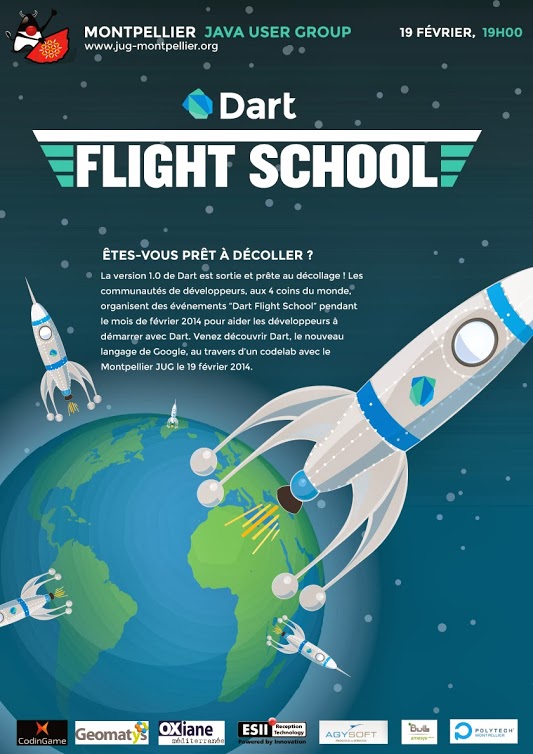 MONTPELLIER JAVA USER GROUP
www.jug-montpellier.org
19 FÉVRIER, 19H00
Dart
FLIGHT SCHOOL
ÊTES-VOUS PRÊT À DÉCOLLER ?
La version 1.0 de Dart est sortie et prête au décollage ! Les
communautés de développeurs, aux 4 coins du monde,
organisent des événements “Dart Flight School” pendant
le mois de février 2014 pour aider les développeurs à
démarrer avec Dart. Venez découvrir Dart, le nouveau
langage de Google, au travers d'un codelab avec le
Montpellier JUG le 19 février 2014.
CodinGame
Geomatys
OXiane
méditerranée
ESII Reception
Technology
Powered by Innovation
AGYSOFT
Bull
POLYTECH
MONTPELLIER